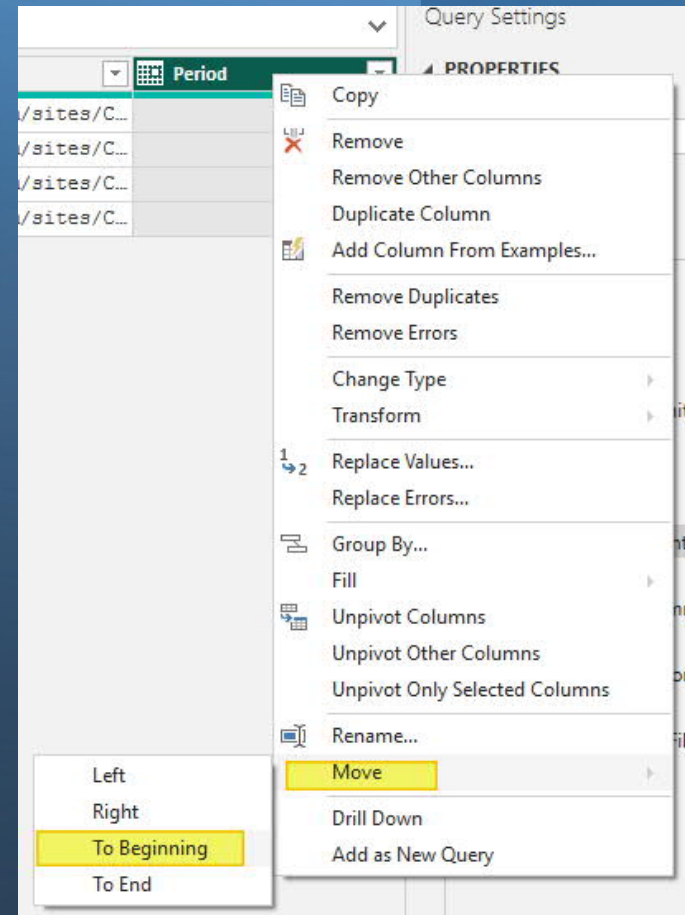 Query Settings
Period
PROPERTIES
/sites/C…
/sites/C…
/sites/C…
/sites/C…
Copy
Remove
Remove Other Columns
Duplicate Column
Add Column From Examples...
Remove Duplicates
Remove Errors
Change Type
Transform
Replace Values...
Replace Errors...
Group By...
Fill
Unpivot Columns
Unpivot Other Columns
Unpivot Only Selected Columns
Rename...
Move
Drill Down
Add as New Query
Left
Right
To Beginning
To End